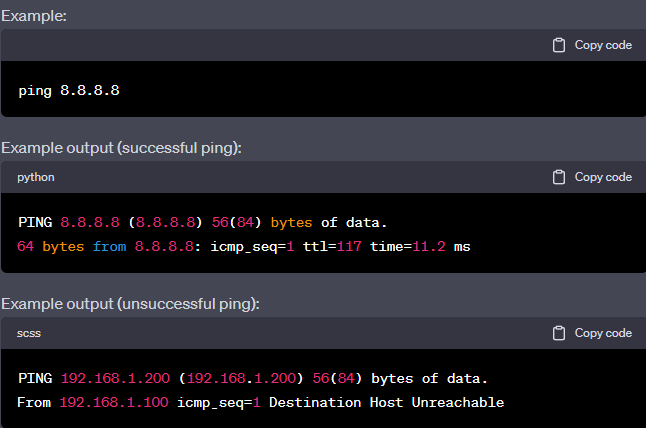 Example:
Copy code
ping 8.8.8.8
Example output (successful ping):
python Copy code
PING 8.8.8.8 (8.8.8.8) 56(84) bytes of data.
64 bytes from 8.8.8.8: icmp_seq=1 ttl=117 time=11.2 ms
Example output (unsuccessful ping):
scss Copy code
PING 192.168.1.200 (192.168.1.200) 56(84) bytes of data.
From 192.168.1.100 icmp_seq=1 Destination Host Unreachable